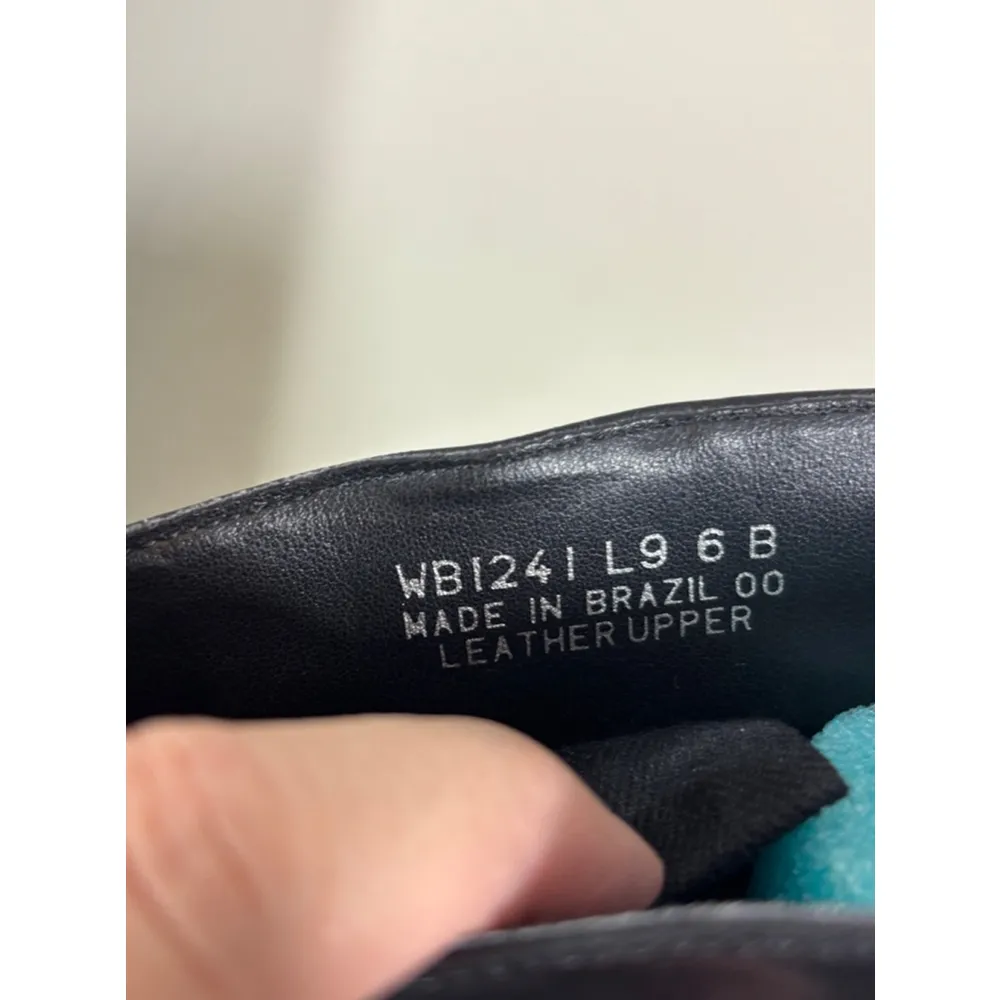 WB1241 L9 6 B
MADE IN BRAZIL 00
LEATHER UPPER